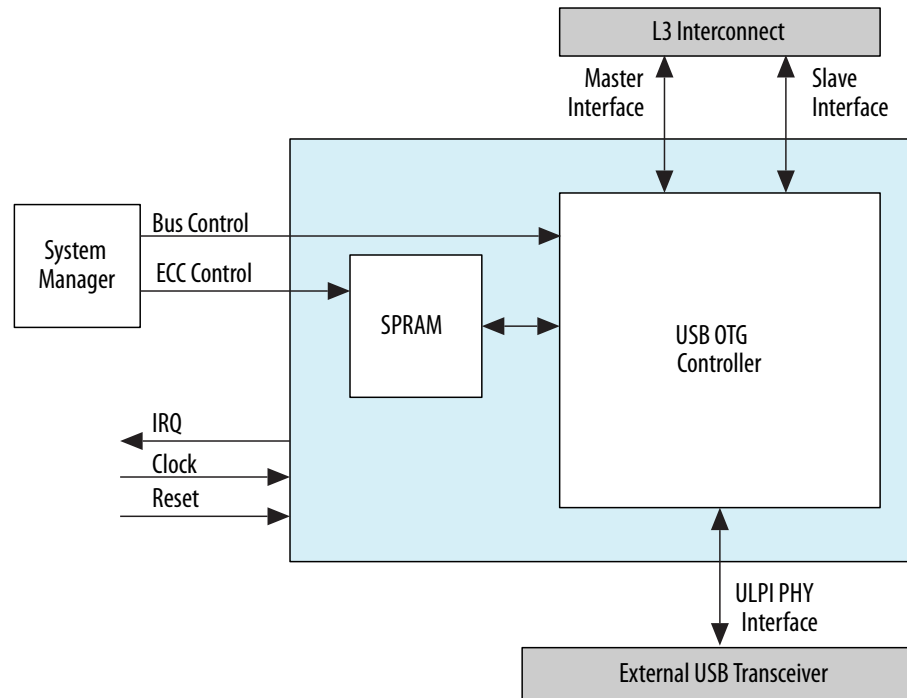 L3 Interconnect
Master
Interface
Slave
Interface
Bus Control
System
Manager
ECC Control
SPRAM
USB OTG
Controller
IRQ
Clock
Reset
ULPI PHY
Interface
External USB Transceiver